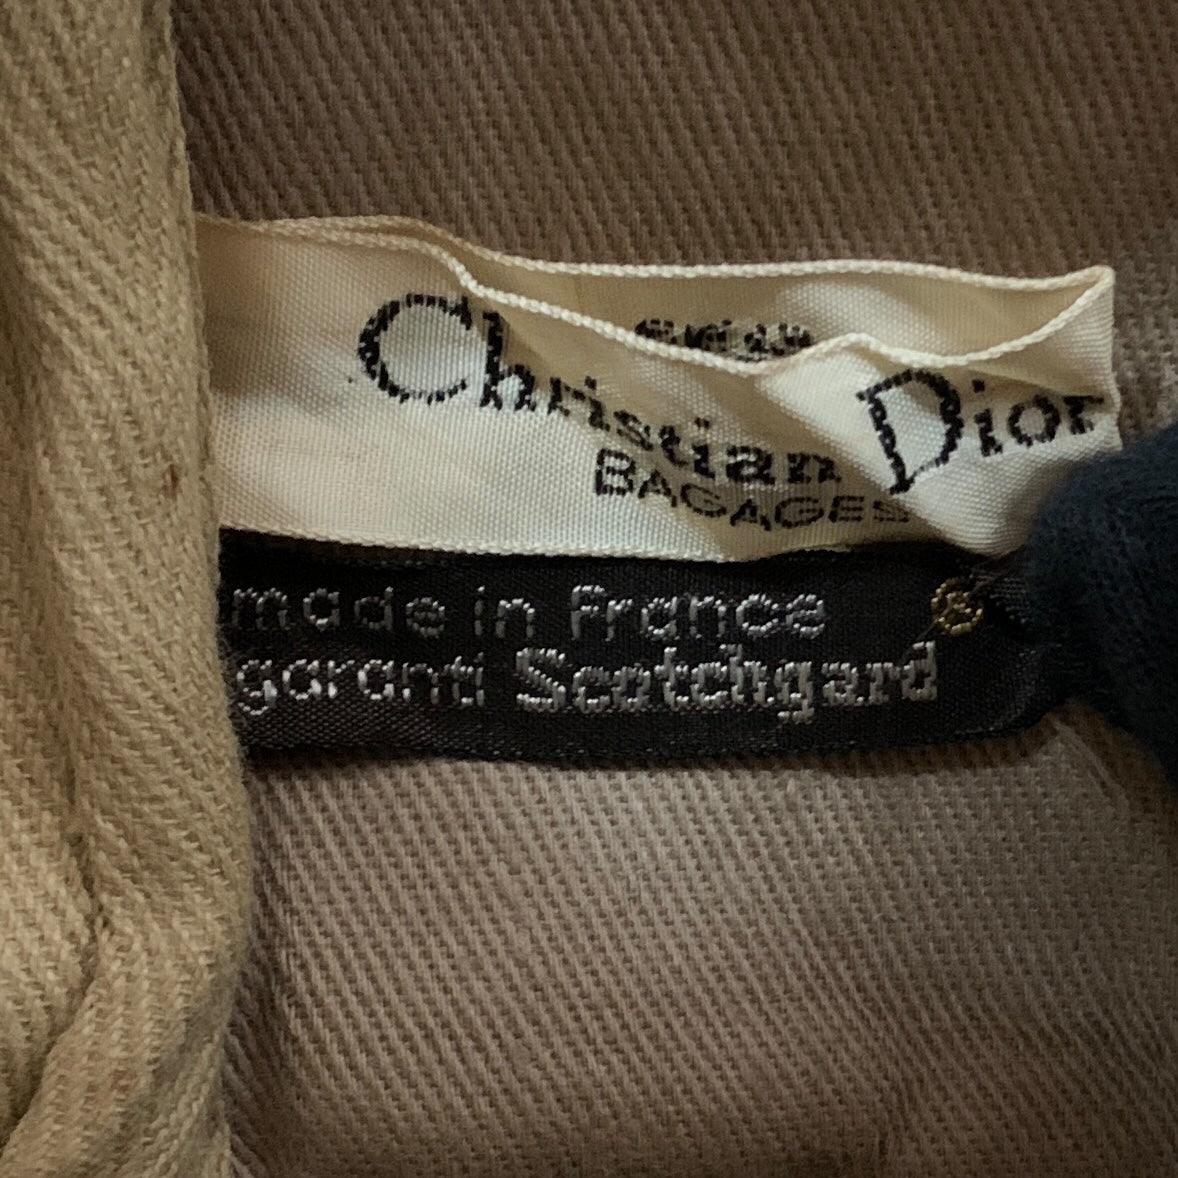 Christian Dior
BAGAGES
made in France
garanti Scotchgard ®